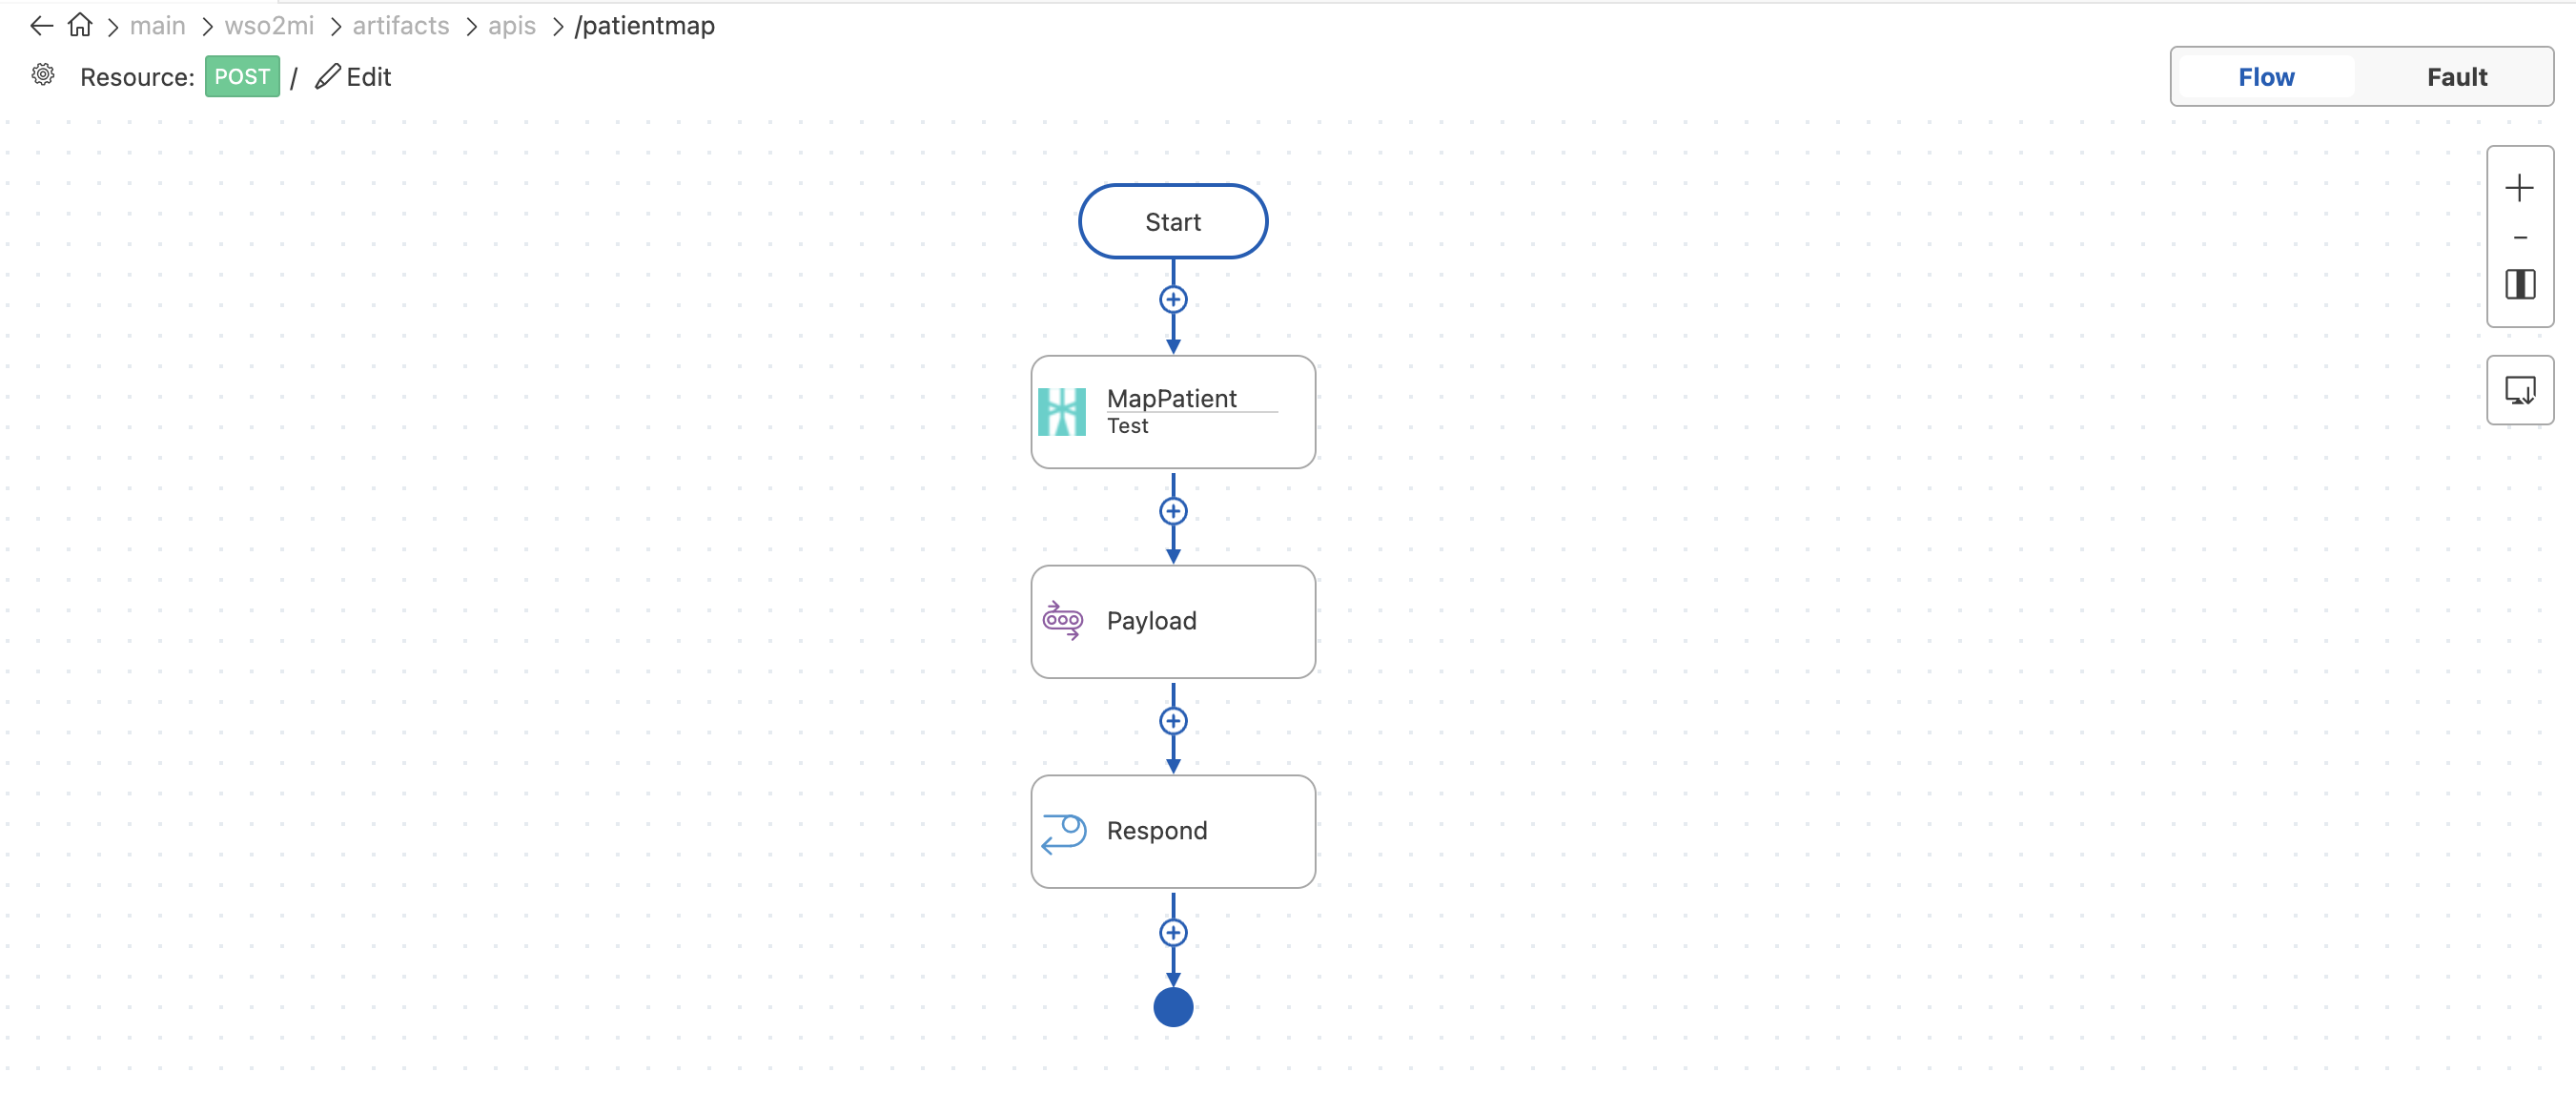 main > wso2mi > artifacts > apis > /patientmap
Resource: POST / Edit
Flow
Fault
Start
MapPatient
Test
Payload
Respond